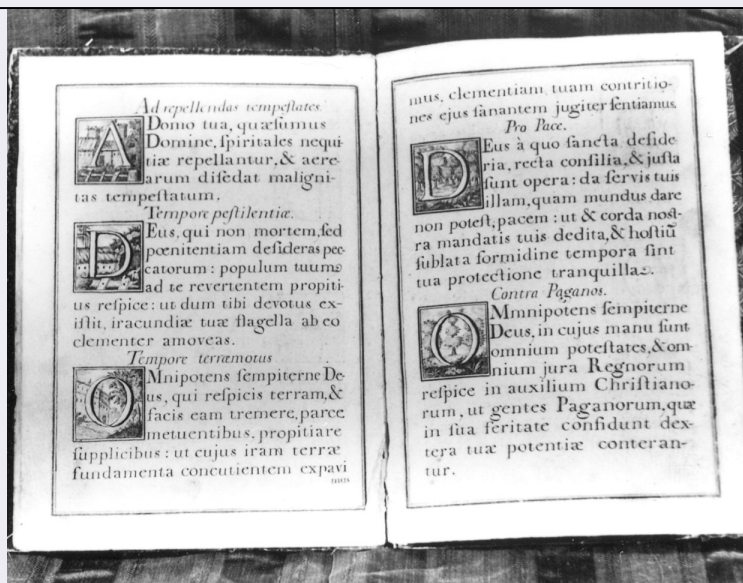 Ad repellendas tempeſtates.
A Domo tua, quæſumus
Domine, ſpiritales nequi
tiæ repellantur, & aere-
arum diſedat maligni-
tas tempeſtatum.
Tempore peſtilentiæ.
DEus, qui non mortem, ſed
pœnitentiam deſideras pec-
catorum : populum tuum
ad te revertentem propiti
us reſpice : ut dum tibi devotus ex-
iſtit, iracundiæ tuæ flagella ab eo
clementer amoveas.
Tempore terræmotus
OMnipotens ſempiterne De-
us, qui reſpicis terram, &
facis eam tremere, parce
metuentibus, propitiare
ſupplicibus : ut cujus iram terræ
fundamenta concutientem expavi
mus
mus, clementiam tuam contritio-
nes ejus ſanantem jugiter ſentiamus.
Pro Pace.
DEus à quo ſancta deſide
ria, recta conſilia, & juſta
ſunt opera : da ſervis tuis
illam, quam mundus dare
non poteſt, pacem : ut & corda noſt-
ra mandatis tuis dedita, & hoſtiū
ſublata formidine tempora ſint
tua protectione tranquilla.
Contra Paganos.
OMmnipotens ſempiterne
Deus, in cujus manu ſunt
omnium poteſtates, & om-
nium jura Regnorum
reſpice in auxilium Chriſtiano-
rum, ut gentes Paganorum, quæ
in ſua feritate confidunt dex-
tera tuæ potentiæ conteran-
tur.